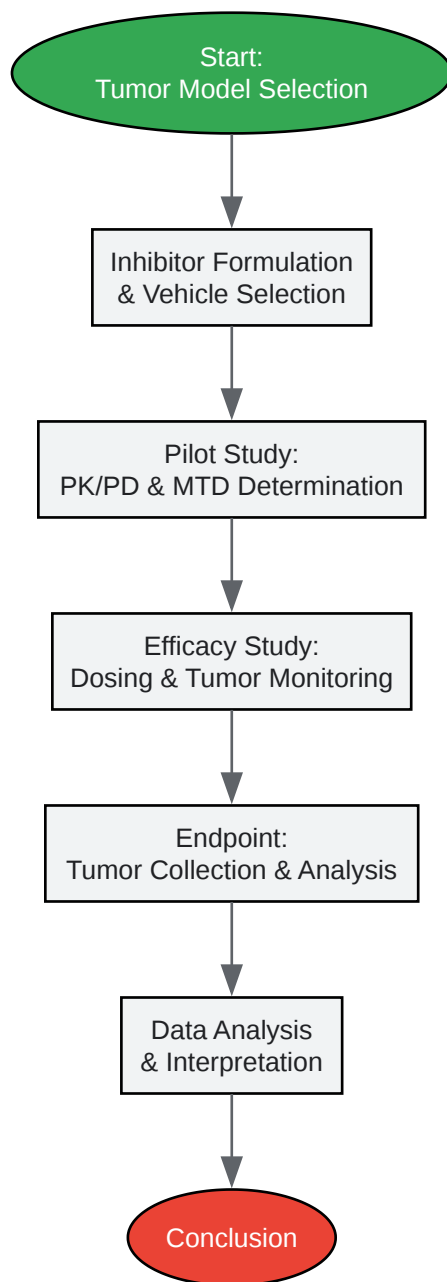 Start:
Tumor Model Selection
Inhibitor Formulation
& Vehicle Selection
Pilot Study:
PK/PD & MTD Determination
Efficacy Study:
Dosing & Tumor Monitoring
Endpoint:
Tumor Collection & Analysis
Data Analysis
& Interpretation
Conclusion